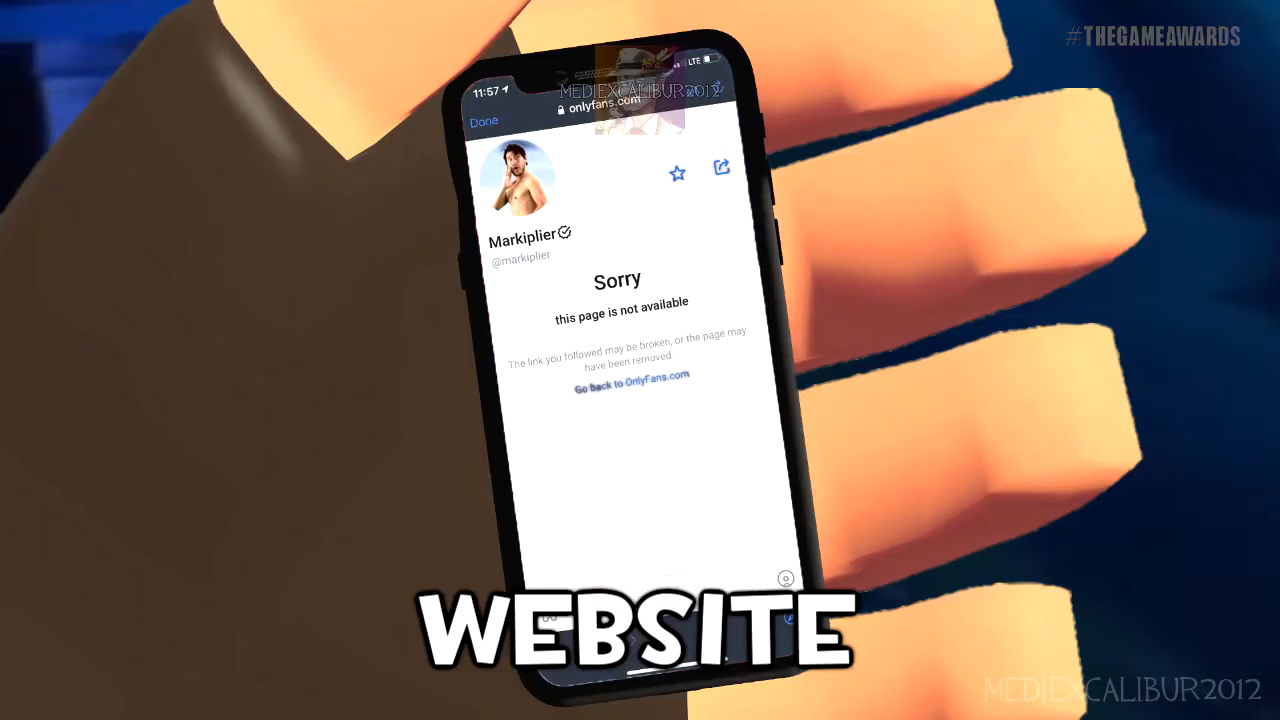 #THEGAMEAWARDS
11:57
LTE
MEDIEXCALIBUR2012
Done
onlyfans.com
Markiplier
@markiplier
Sorry
this page is not available
The link you followed may be broken, or the page may
have been removed.
Go back to OnlyFans.com
WEBSITE
MEDIEXCALIBUR2012